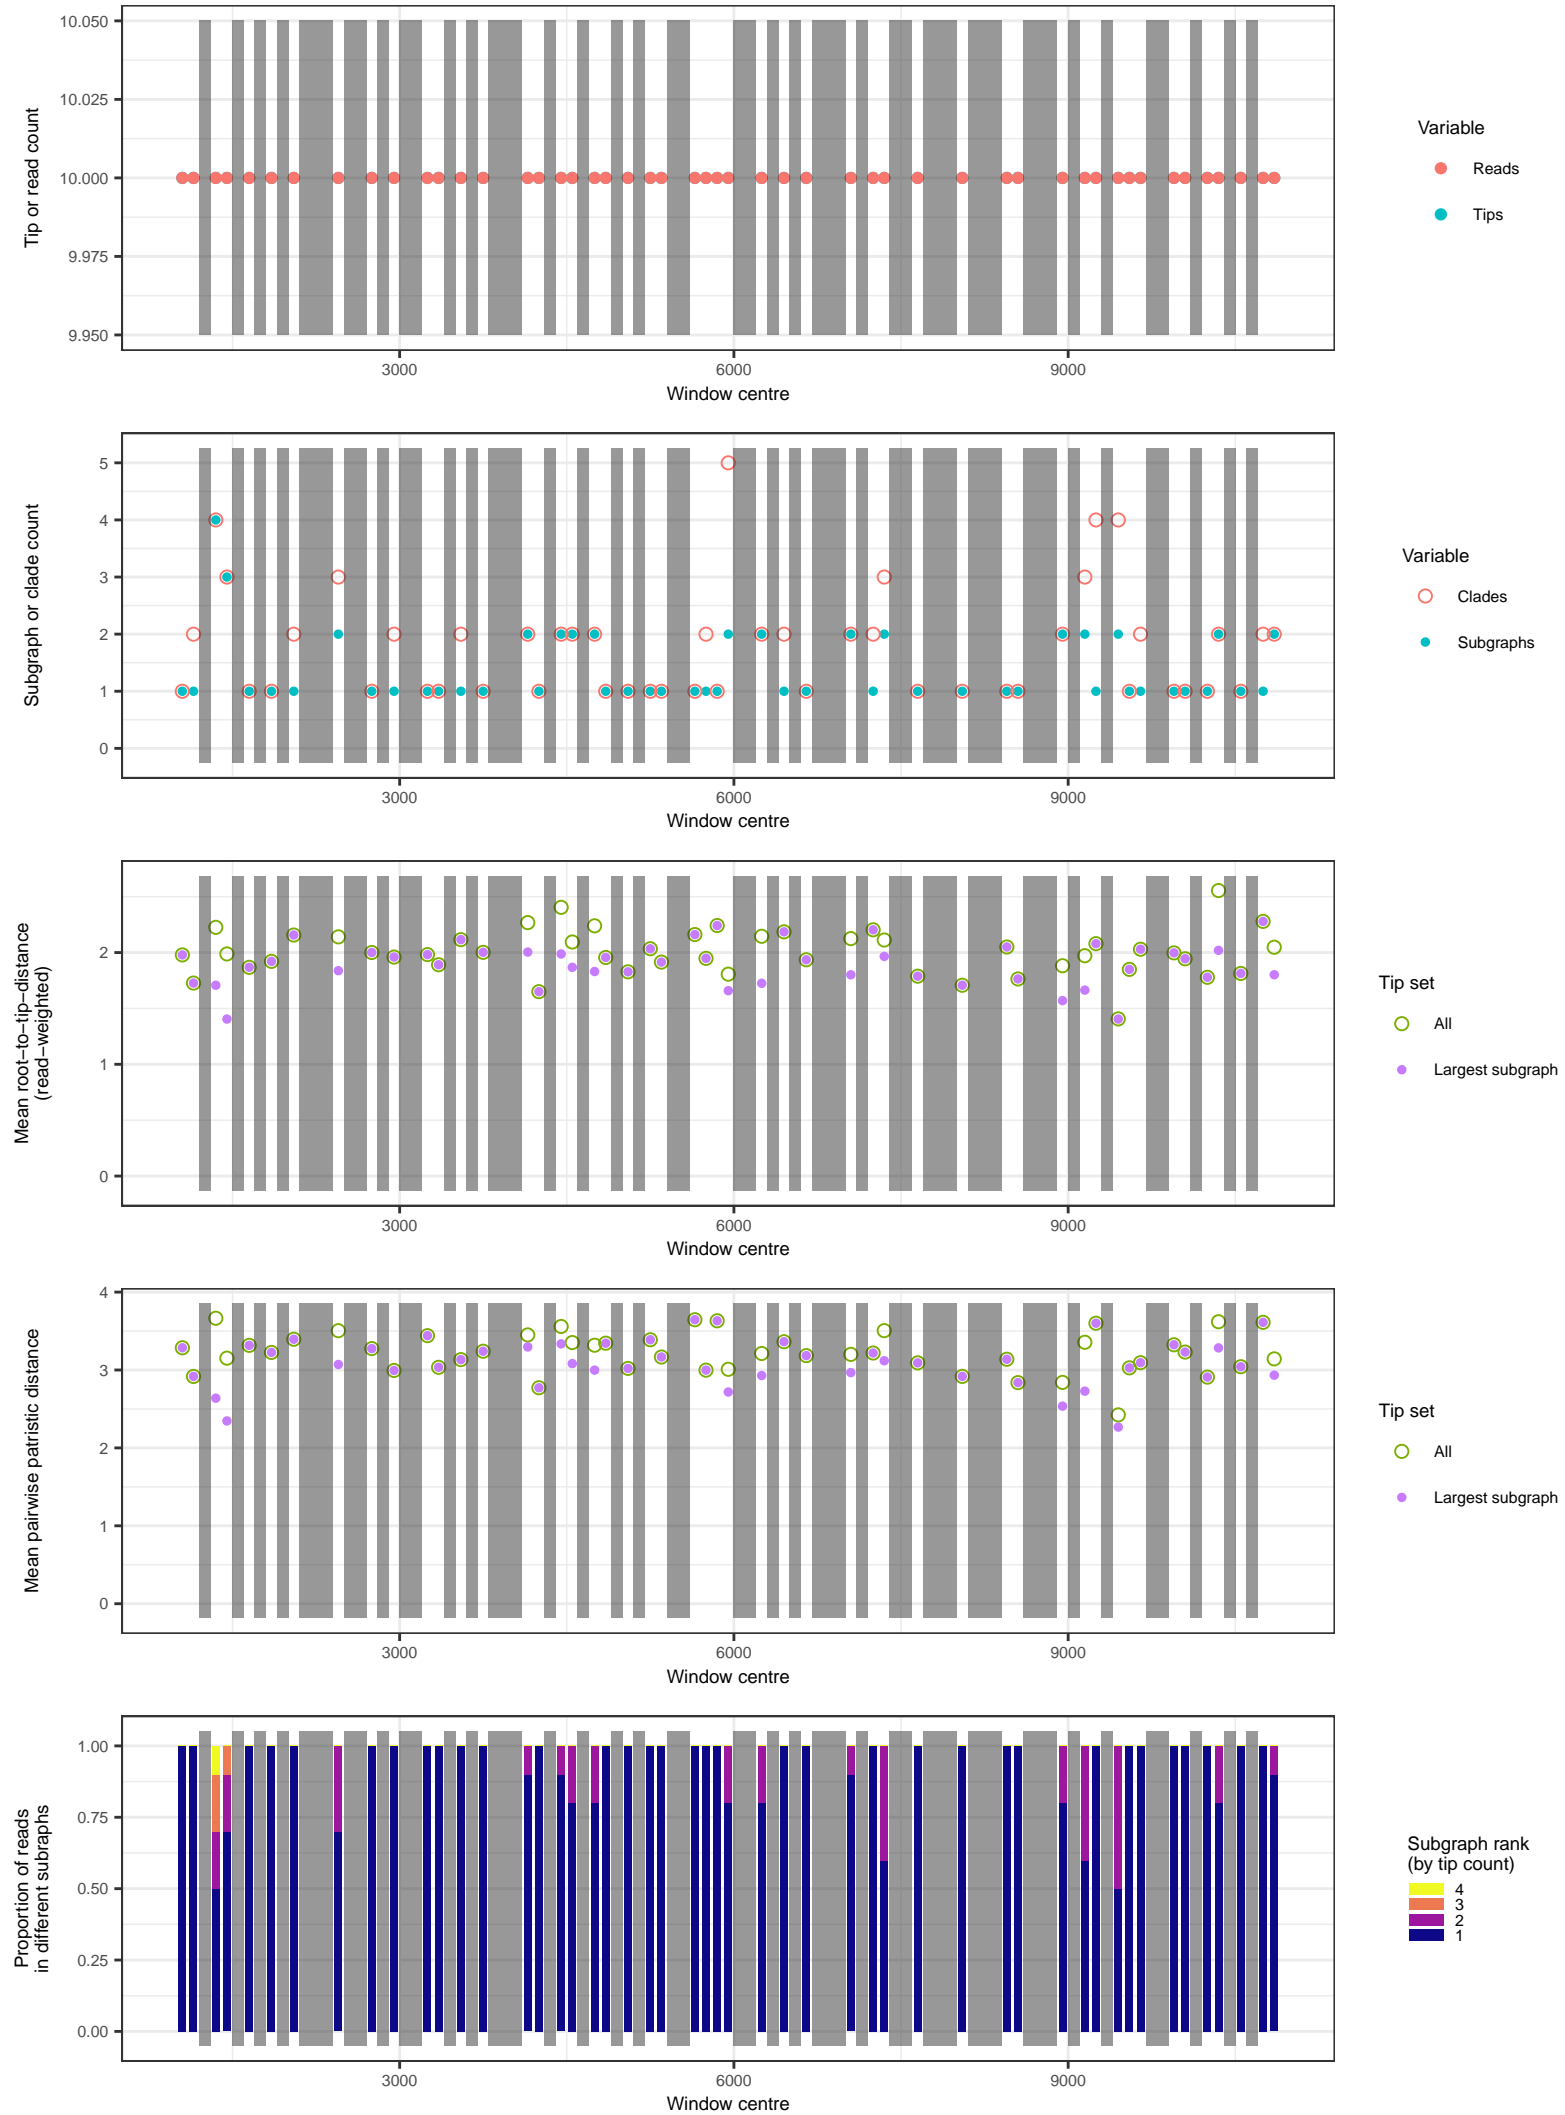 10.050
10.025
10.000
9.975
9.950
Tip or read count
3000
6000
9000
Window centre
Variable
Reads
Tips
5
4
3
2
1
0
Subgraph or clade count
3000
6000
9000
Window centre
Variable
Clades
Subgraphs
2
1
0
Mean root−to−tip−distance
(read−weighted)
3000
6000
9000
Window centre
Tip set
All
Largest subgraph
4
3
2
1
0
Mean pairwise patristic distance
3000
6000
9000
Window centre
Tip set
All
Largest subgraph
1.00
0.75
0.50
0.25
0.00
Proportion of reads
in different subraphs
3000
6000
9000
Window centre
Subgraph rank
(by tip count)
4
3
2
1